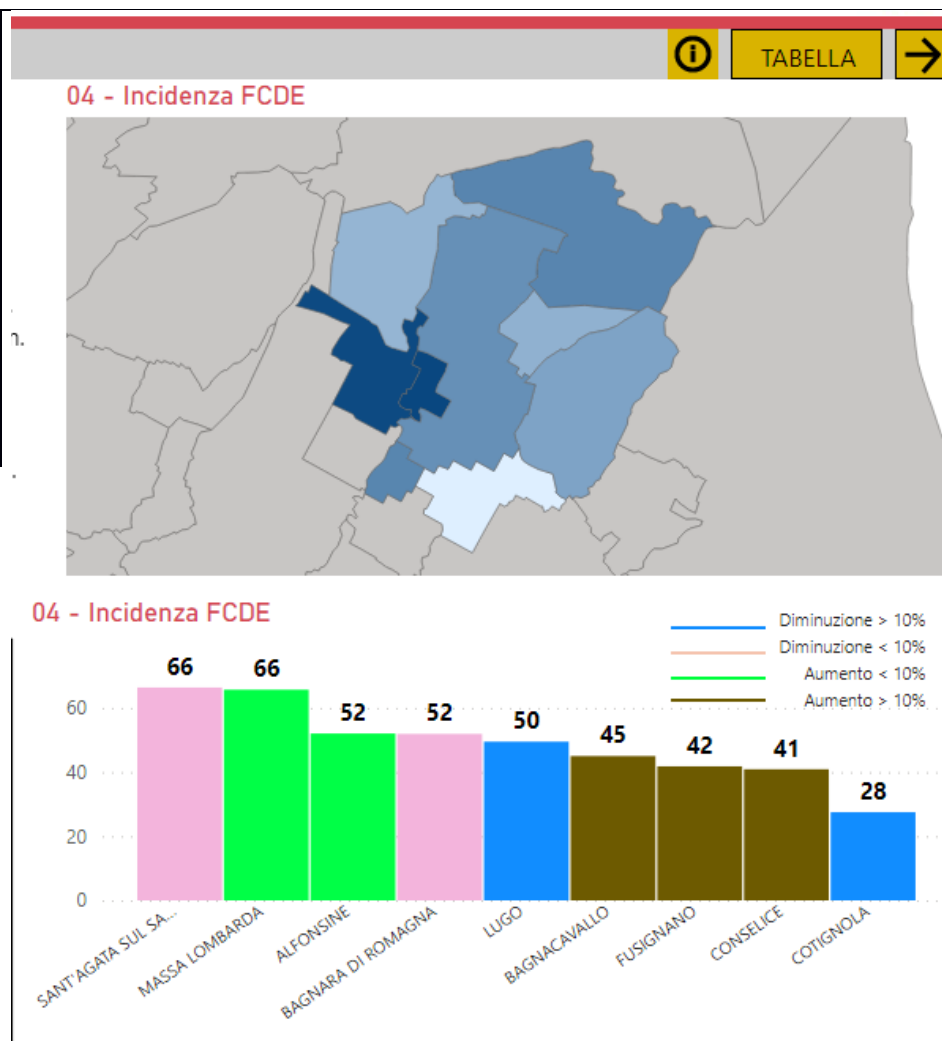 TABELLA
04 - Incidenza FCDE
n.
.
04 - Incidenza FCDE
Diminuzione > 10%
Diminuzione < 10%
Aumento < 10%
Aumento > 10%
66
66
52
52
50
45
42
41
28
60
40
20
0
SANT'AGATA SUL SA...
MASSA LOMBARDA
ALFONSINE
BAGNARA DI ROMAGNA
LUGO
BAGNACAVALLO
FUSIGNANO
CONSELICE
COTIGNOLA